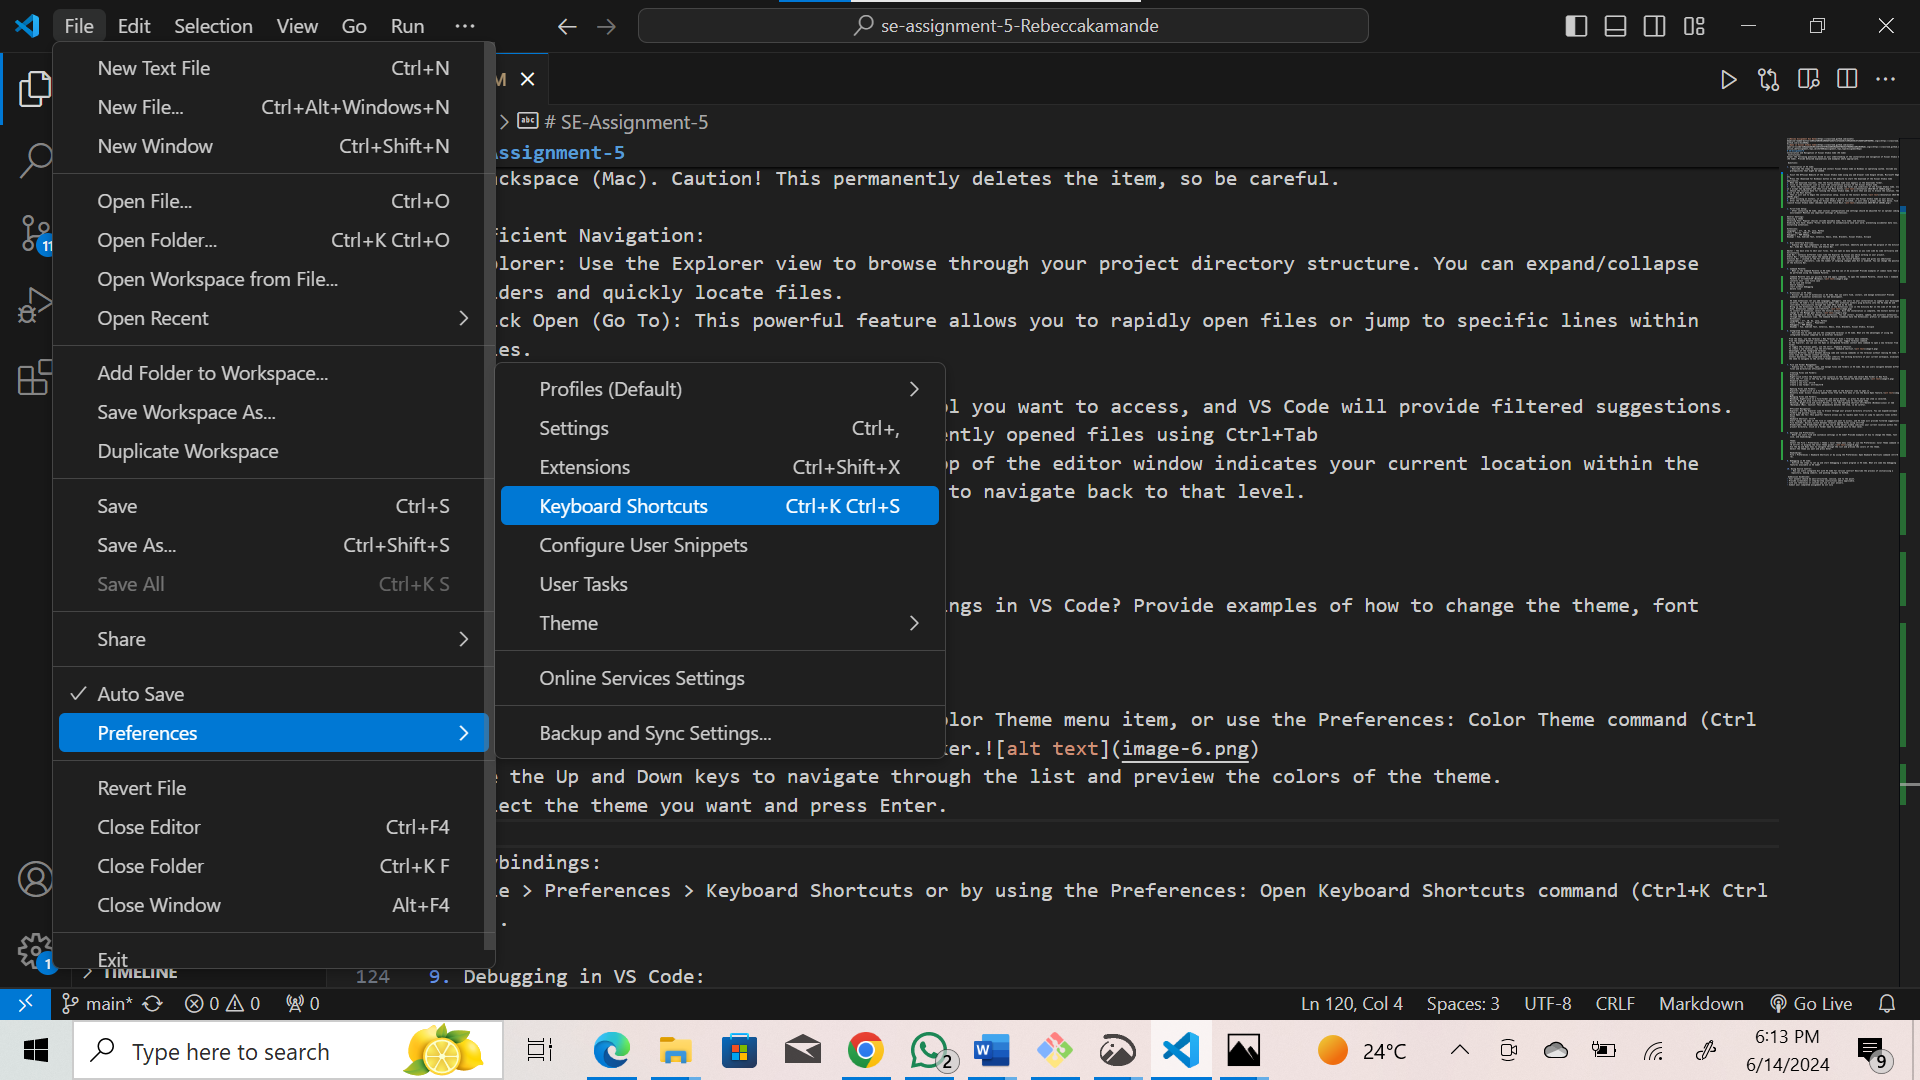 File Edit Selection View Go Run ···
se-assignment-5-Rebeccakamande
New Text File Ctrl+N
New File... Ctrl+Alt+Windows+N
New Window Ctrl+Shift+N
Open File... Ctrl+O
Open Folder... Ctrl+K Ctrl+O
Open Workspace from File...
Open Recent
Add Folder to Workspace...
Save Workspace As...
Duplicate Workspace
Save Ctrl+S
Save As... Ctrl+Shift+S
Save All Ctrl+K S
Share
Auto Save
Preferences
Revert File
Close Editor Ctrl+F4
Close Folder Ctrl+K F
Close Window Alt+F4
Exit
TIMELINE
Profiles (Default)
Settings Ctrl+,
Extensions Ctrl+Shift+X
Keyboard Shortcuts Ctrl+K Ctrl+S
Configure User Snippets
User Tasks
Theme
Online Services Settings
Backup and Sync Settings...
11
1
M
# SE-Assignment-5
Assignment-5
ckspace (Mac). Caution! This permanently deletes the item, so be careful.
ficient Navigation:
plorer: Use the Explorer view to browse through your project directory structure. You can expand/collapse
lders and quickly locate files.
ick Open (Go To): This powerful feature allows you to rapidly open files or jump to specific lines within
les.
ol you want to access, and VS Code will provide filtered suggestions.
ently opened files using Ctrl+Tab
op of the editor window indicates your current location within the
to navigate back to that level.
ings in VS Code? Provide examples of how to change the theme, font
olor Theme menu item, or use the Preferences: Color Theme command (Ctrl
ker.![alt text](image-6.png)
e the Up and Down keys to navigate through the list and preview the colors of the theme.
lect the theme you want and press Enter.
ybindings:
le > Preferences > Keyboard Shortcuts or by using the Preferences: Open Keyboard Shortcuts command (Ctrl+K Ctrl
.
124 9. Debugging in VS Code:
main* 0 0 0
Ln 120, Col 4 Spaces: 3 UTF-8 CRLF Markdown Go Live
Type here to search
2
24°C
6:13 PM
6/14/2024
9